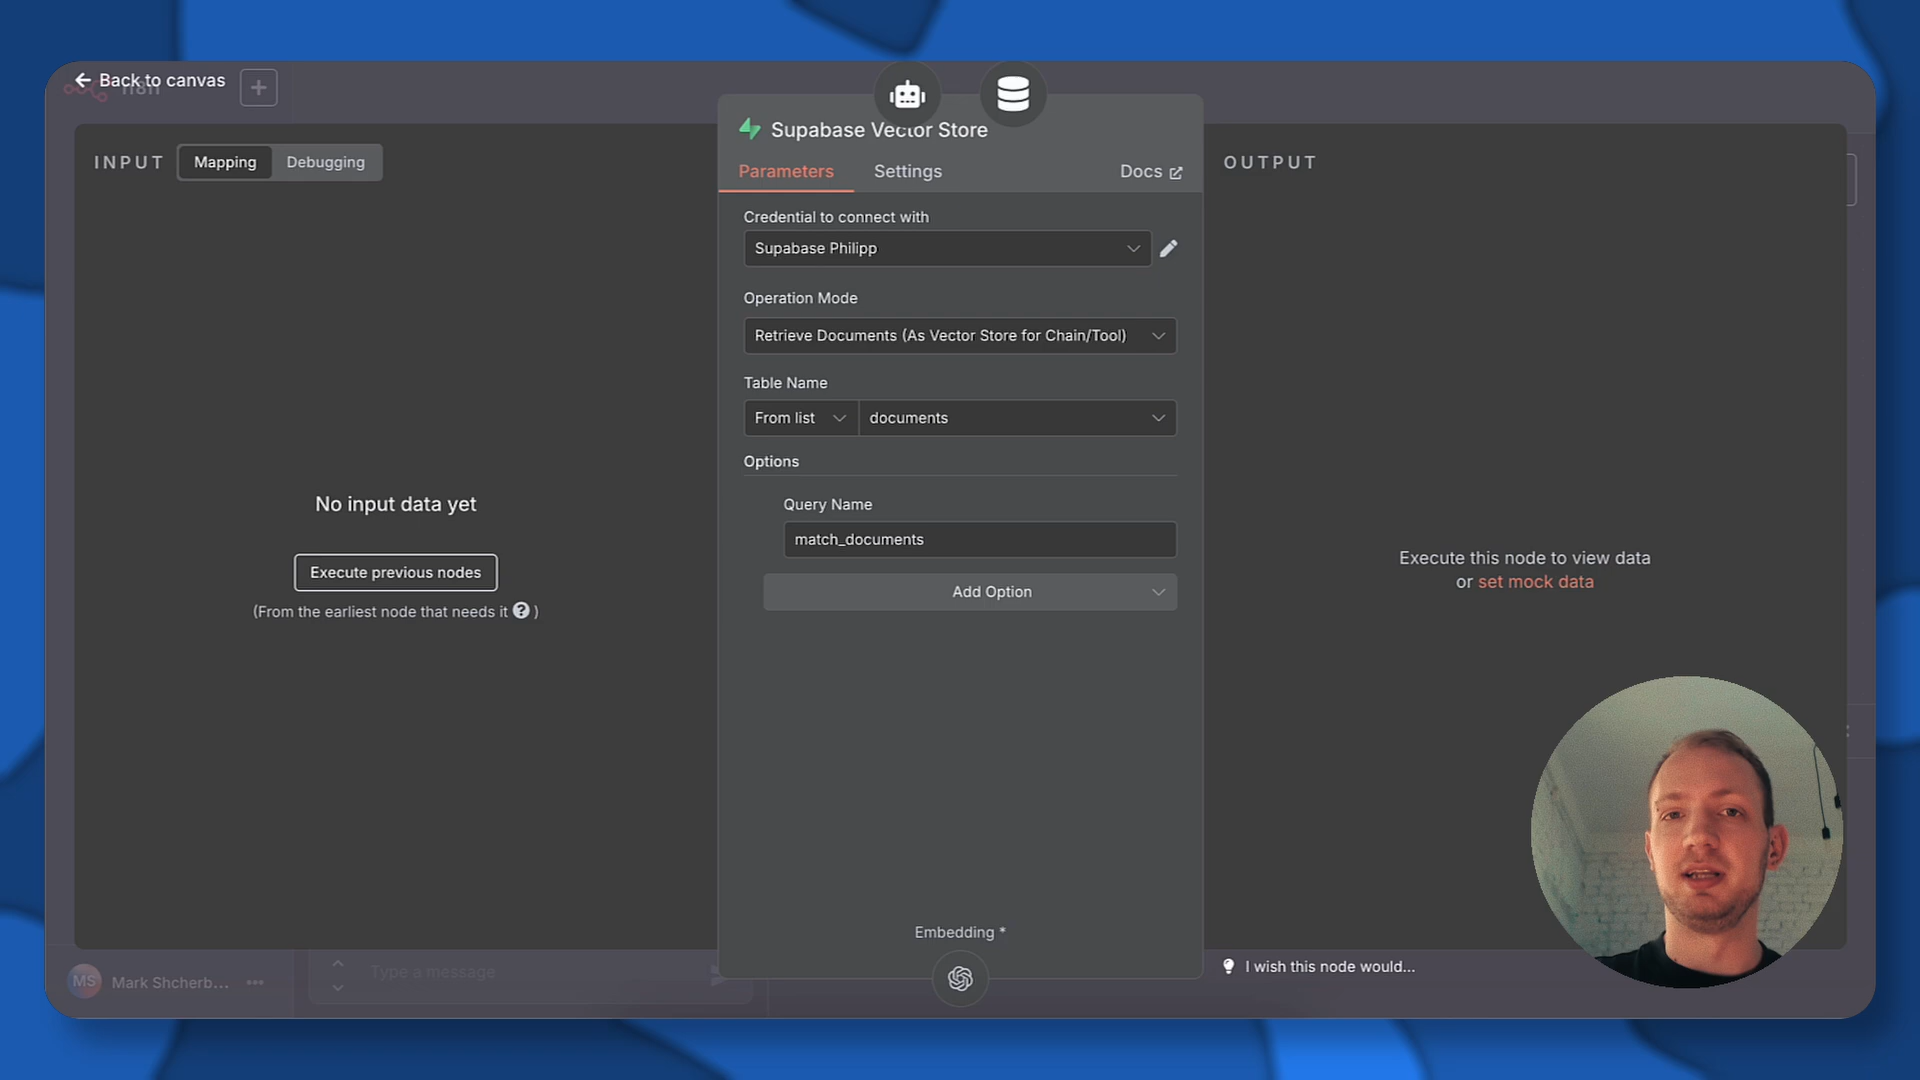 Back to canvas
n8n
+
INPUT
Mapping
Debugging
No input data yet
Execute previous nodes
(From the earliest node that needs it ? )
Supabase Vector Store
Parameters
Settings
Docs
Credential to connect with
Supabase Philipp
Operation Mode
Retrieve Documents (As Vector Store for Chain/Tool)
Table Name
From list
documents
Options
Query Name
match_documents
Add Option
Embedding *
OUTPUT
Execute this node to view data
or set mock data
I wish this node would...
MS
Mark Shcherb...
Type a message